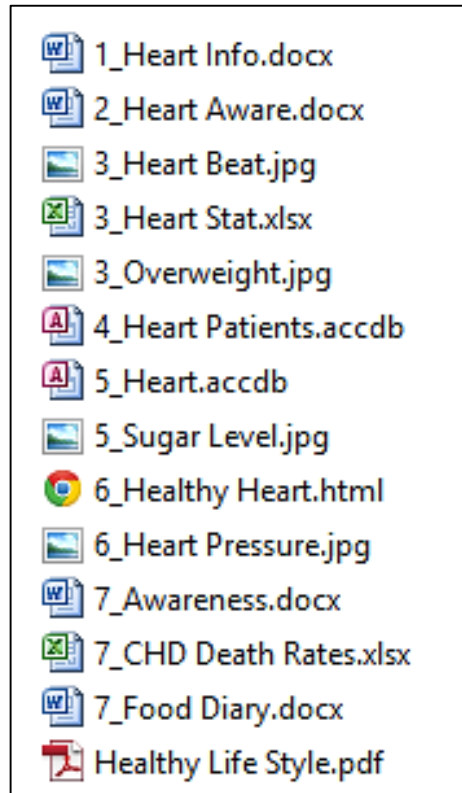 1_Heart Info.docx
2_Heart Aware.docx
3_Heart Beat.jpg
3_Heart Stat.xlsx
3_Overweight.jpg
4_Heart Patients.accdb
5_Heart.accdb
5_Sugar Level.jpg
6_Healthy Heart.html
6_Heart Pressure.jpg
7_Awareness.docx
7_CHD Death Rates.xlsx
7_Food Diary.docx
Healthy Life Style.pdf